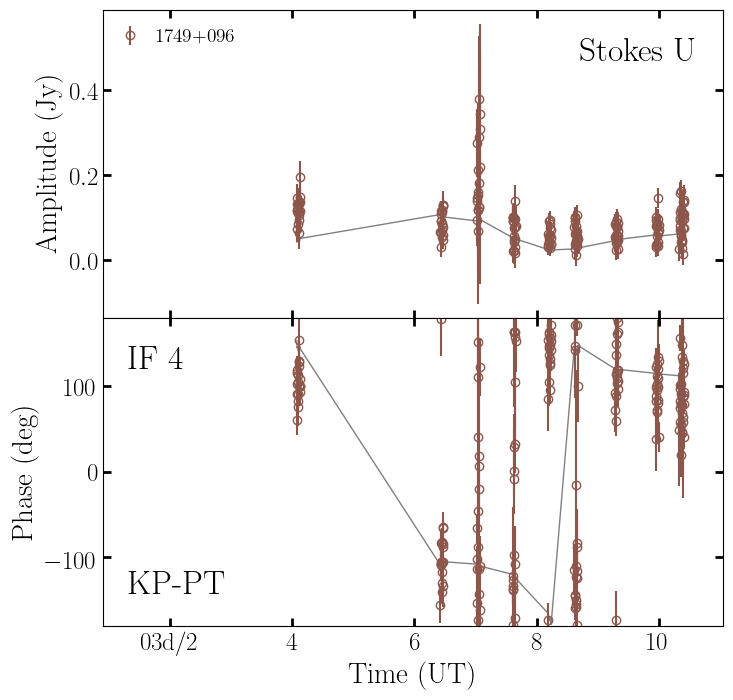 1749+096
Stokes U
Amplitude (Jy)
0.4
0.2
0.0
IF 4
Phase (deg)
100
0
−100
KP-PT
03d/2
4
6
8
10
Time (UT)